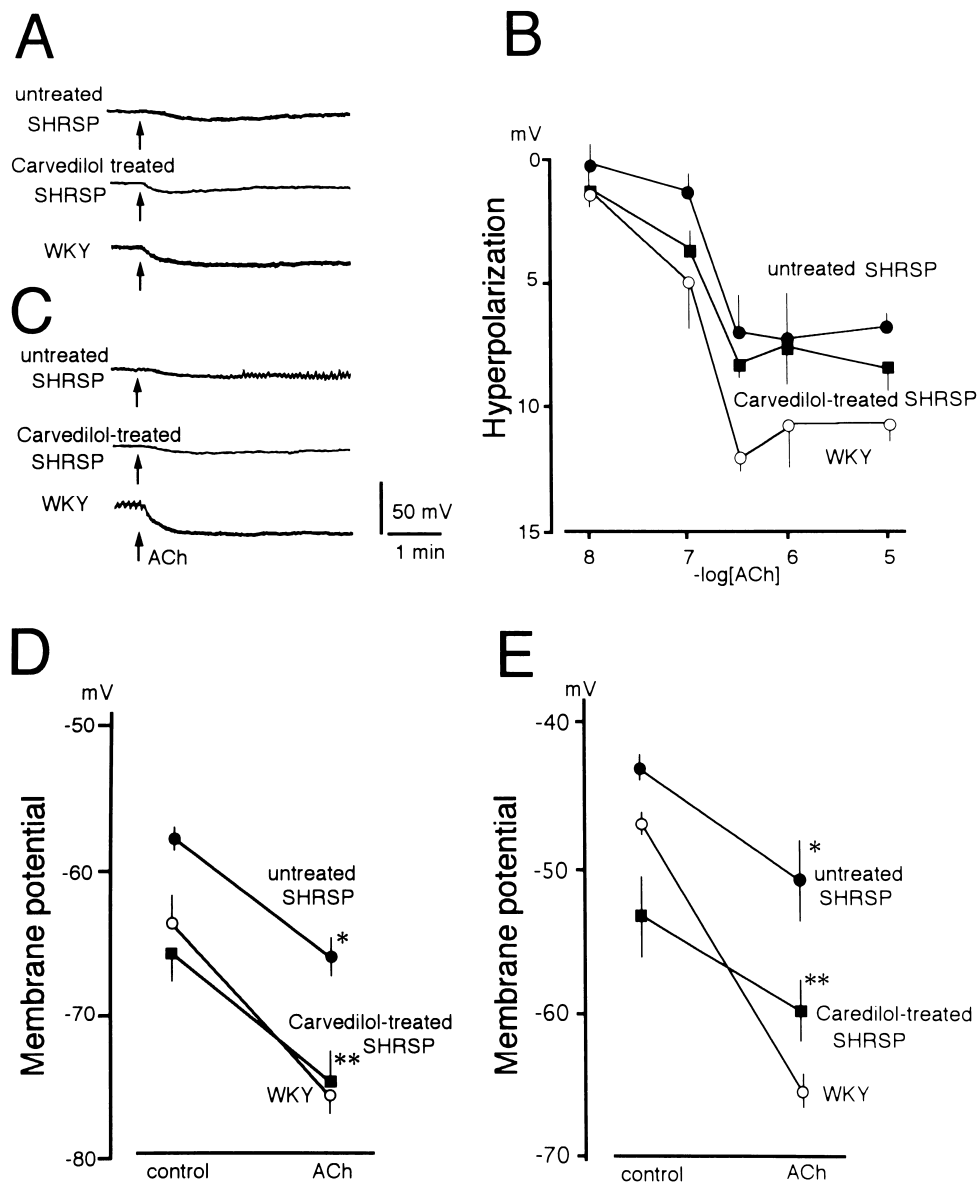 A
untreated
SHRSP
Carvedilol treated
SHRSP
WKY
B
mV
0
5
10
15
Hyperpolarization
untreated SHRSP
Carvedilol-treated SHRSP
WKY
8 7 6 5
-log[ACh]
C
untreated
SHRSP
Carvedilol-treated
SHRSP
WKY
ACh
50 mV
1 min
D
mV
-50
-60
-70
-80
Membrane potential
*
untreated
SHRSP
Carvedilol-treated
SHRSP
**
WKY
control ACh
E
mV
-40
-50
-60
-70
Membrane potential
*
untreated
SHRSP
**
Caredilol-treated
SHRSP
WKY
control ACh